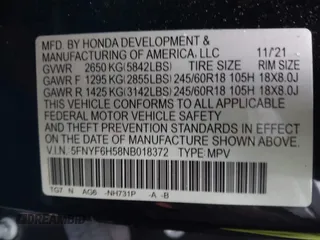 MFD. BY HONDA DEVELOPMENT &
MANUFACTURING OF AMERICA, LLC 11/21
GVWR 2650 KG(5842LBS) TIRE SIZE RIM SIZE
GAWR F 1295 KG(2855LBS) 245/60R18 105H 18X8.0J
GAWR R 1425 KG(3142LBS) 245/60R18 105H 18X8.0J
THIS VEHICLE CONFORMS TO ALL APPLICABLE
FEDERAL MOTOR VEHICLE SAFETY
STANDARDS IN EFFECT ON THE DATE
OF MANUFACTURE SHOWN ABOVE.
V.I.N. 5FNYF6H58NB018372 TYPE MPV
TG7 N AG6 -NH731P -A -B